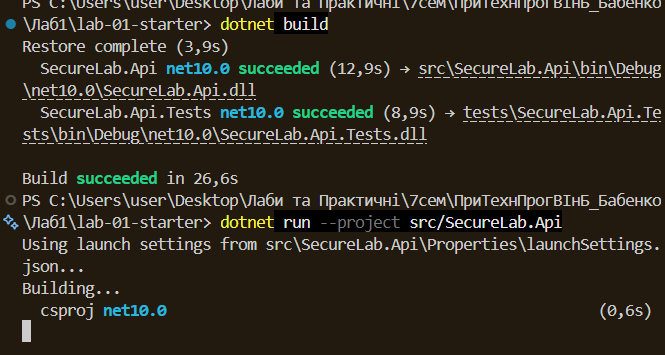 PS C:\Users\user\Desktop\Лаби та Практичні\7сем\ПриТехнПрогВІнБ_Бабенко
\Лаб1\lab-01-starter> dotnet build
Restore complete (3,9s)
  SecureLab.Api net10.0 succeeded (12,9s) → src\SecureLab.Api\bin\Debug
\net10.0\SecureLab.Api.dll
  SecureLab.Api.Tests net10.0 succeeded (8,9s) → tests\SecureLab.Api.Te
sts\bin\Debug\net10.0\SecureLab.Api.Tests.dll
Build succeeded in 26,6s
PS C:\Users\user\Desktop\Лаби та Практичні\7сем\ПриТехнПрогВІнБ_Бабенко
\Лаб1\lab-01-starter> dotnet run --project src/SecureLab.Api
Using launch settings from src\SecureLab.Api\Properties\launchSettings.
json...
Building...
  csproj net10.0 (0,6s)